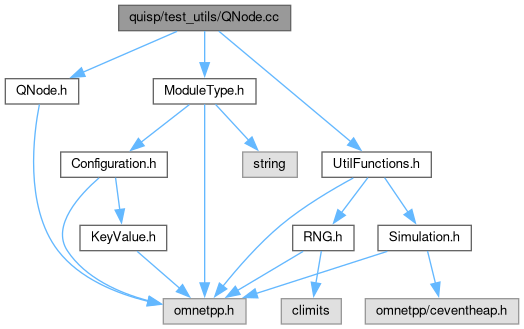 quisp/test_utils/QNode.cc
QNode.h
ModuleType.h
Configuration.h
string
UtilFunctions.h
KeyValue.h
RNG.h
Simulation.h
omnetpp.h
climits
omnetpp/ceventheap.h